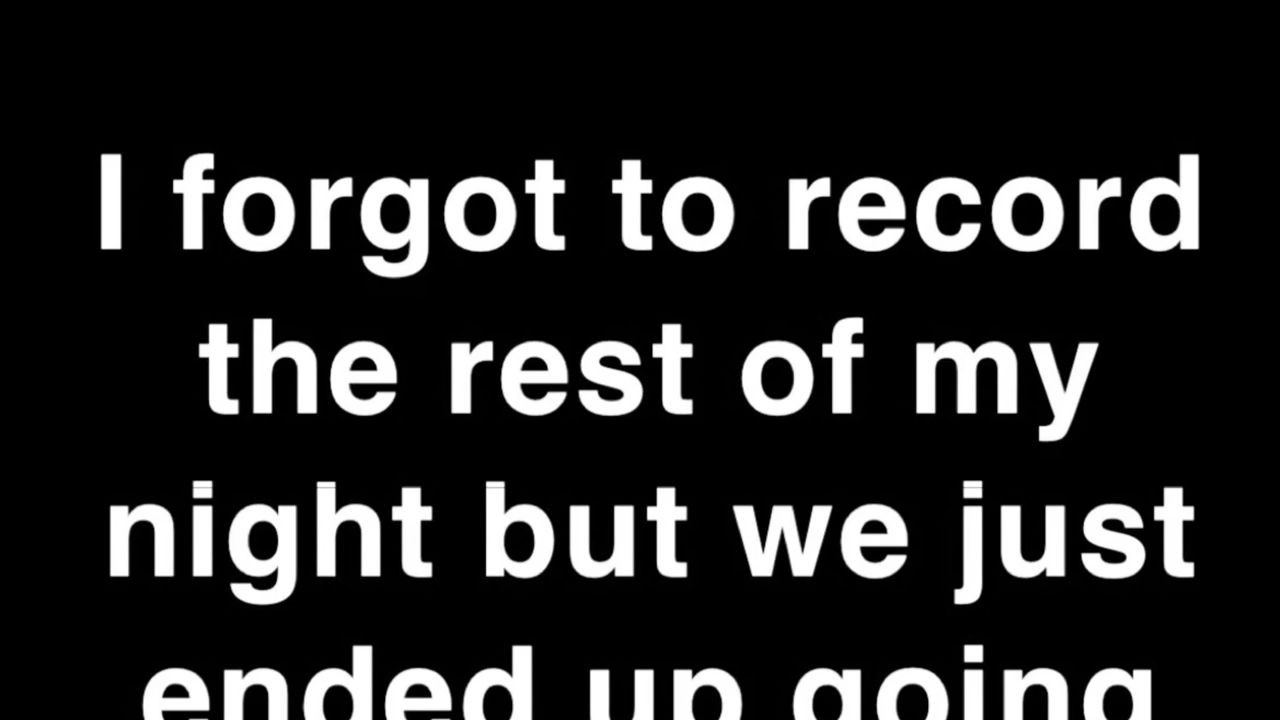 I forgot to record
the rest of my
night but we just
ended up going